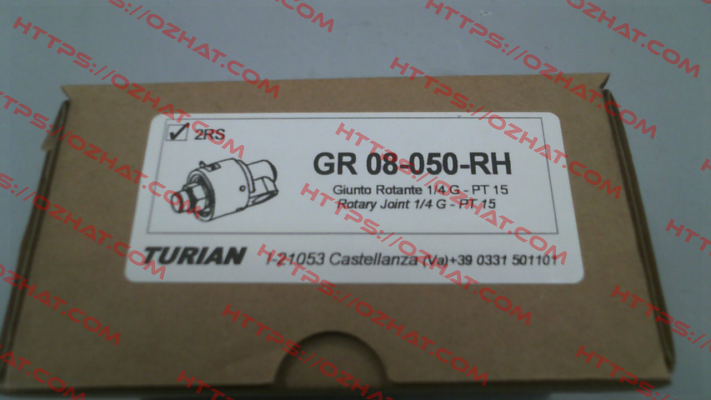 2RS
GR 08-050-RH
Giunto Rotante 1/4 G - PT 15
Rotary Joint 1/4 G - PT 15
TURIAN I-21053 Castellanza (Va)+39 0331 501101
HTTPS://OZHAT.COM